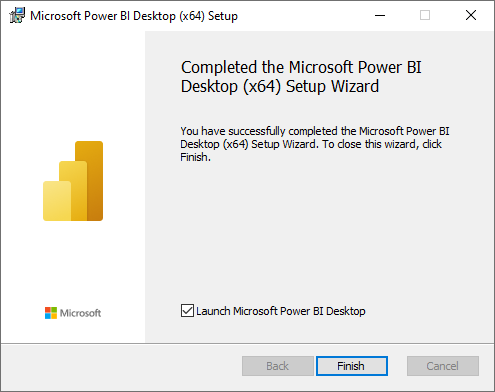 Microsoft Power BI Desktop (x64) Setup
Completed the Microsoft Power BI
Desktop (x64) Setup Wizard
You have successfully completed the Microsoft Power BI
Desktop (x64) Setup Wizard. To close this wizard, click
Finish.
Microsoft
Launch Microsoft Power BI Desktop
Back
Finish
Cancel